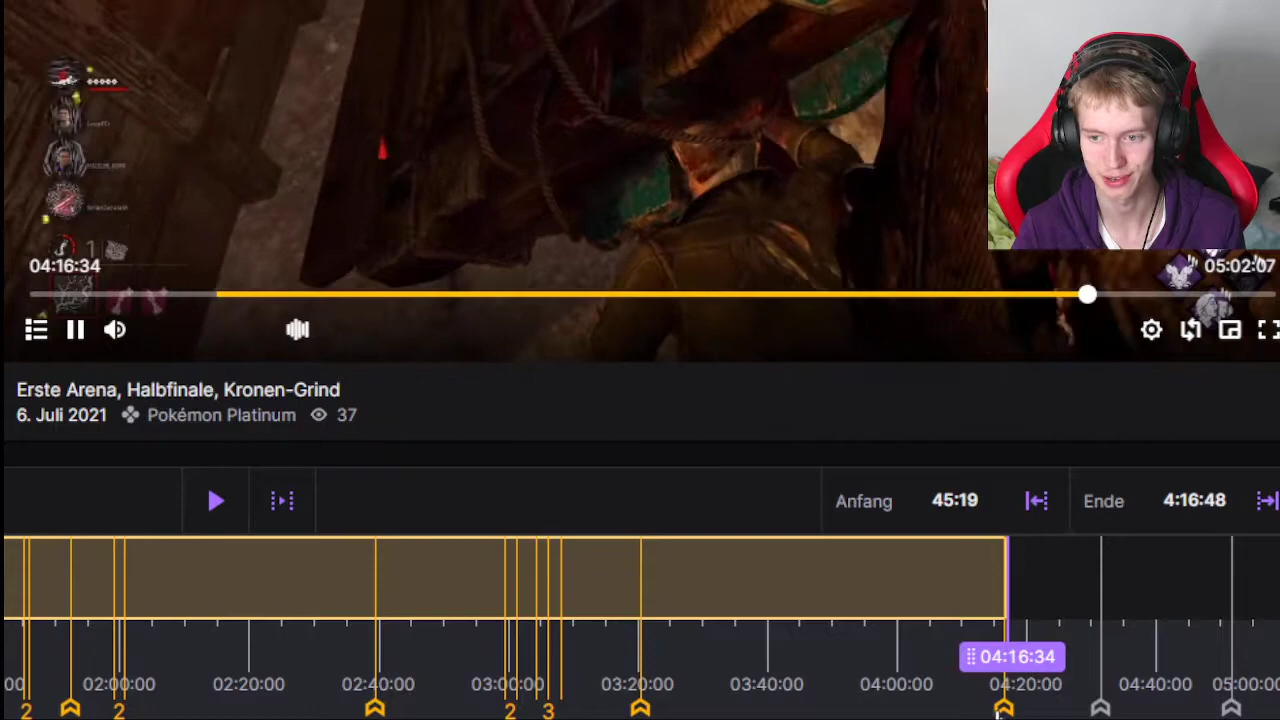 04:16:34
05:02:07
Erste Arena, Halbfinale, Kronen-Grind
6. Juli 2021 Pokémon Platinum 37
Anfang 45:19 Ende 4:16:48
04:16:34
00 02:00:00 02:20:00 02:40:00 03:00:00 03:20:00 03:40:00 04:00:00 04:20:00 04:40:00 05:00:00
2 2 2 3